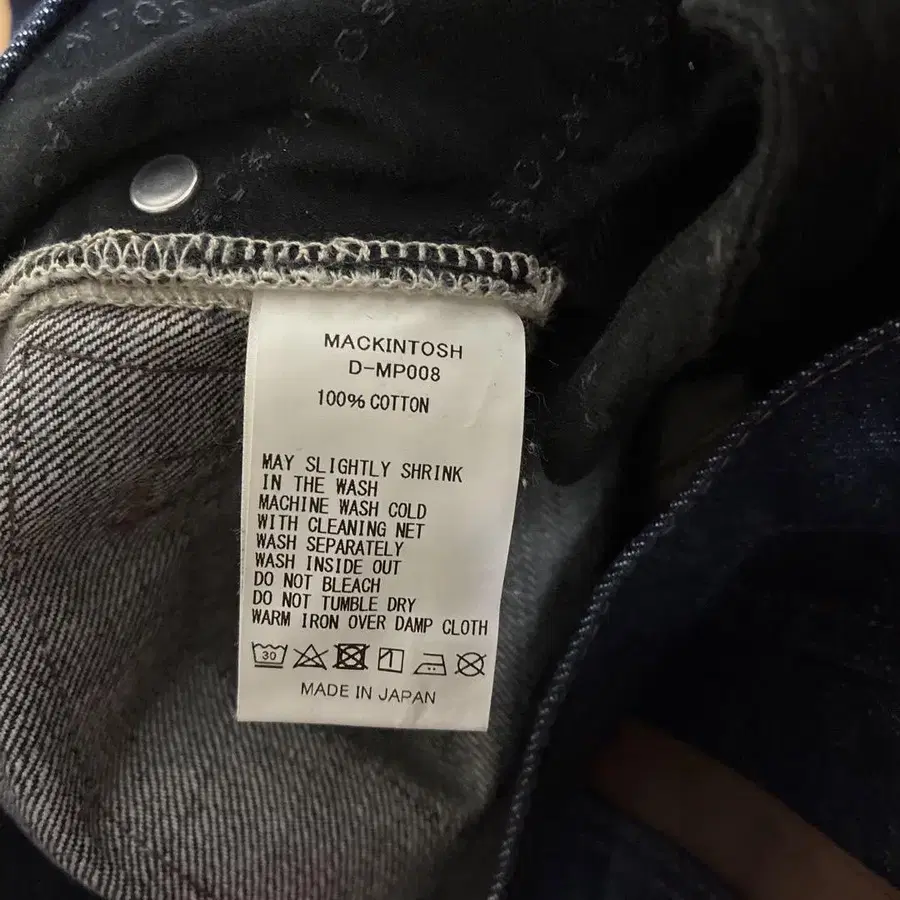 MACKINTOSH
D-MP008
100% COTTON
MAY SLIGHTLY SHRINK
IN THE WASH
MACHINE WASH COLD
WITH CLEANING NET
WASH SEPARATELY
WASH INSIDE OUT
DO NOT BLEACH
DO NOT TUMBLE DRY
WARM IRON OVER DAMP CLOTH
30
MADE IN JAPAN